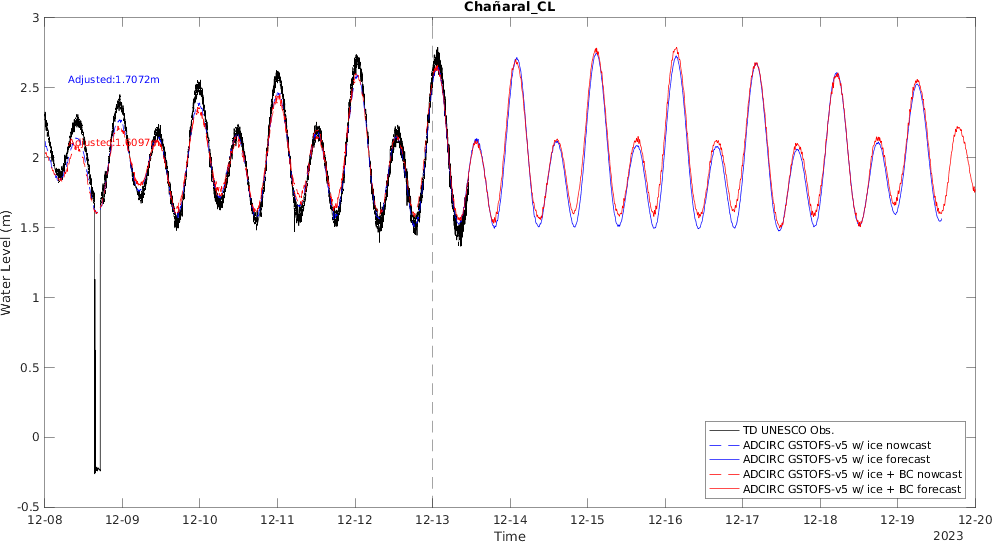 Chañaral_CL
3
2.5
2
1.5
1
0.5
0
-0.5
Water Level (m)
Adjusted:1.7072m
Adjusted:1.6097
TD UNESCO Obs.
ADCIRC GSTOFS-v5 w/ ice nowcast
ADCIRC GSTOFS-v5 w/ ice forecast
ADCIRC GSTOFS-v5 w/ ice + BC nowcast
ADCIRC GSTOFS-v5 w/ ice + BC forecast
12-08 12-09 12-10 12-11 12-12 12-13 12-14 12-15 12-16 12-17 12-18 12-19 12-20
Time
2023